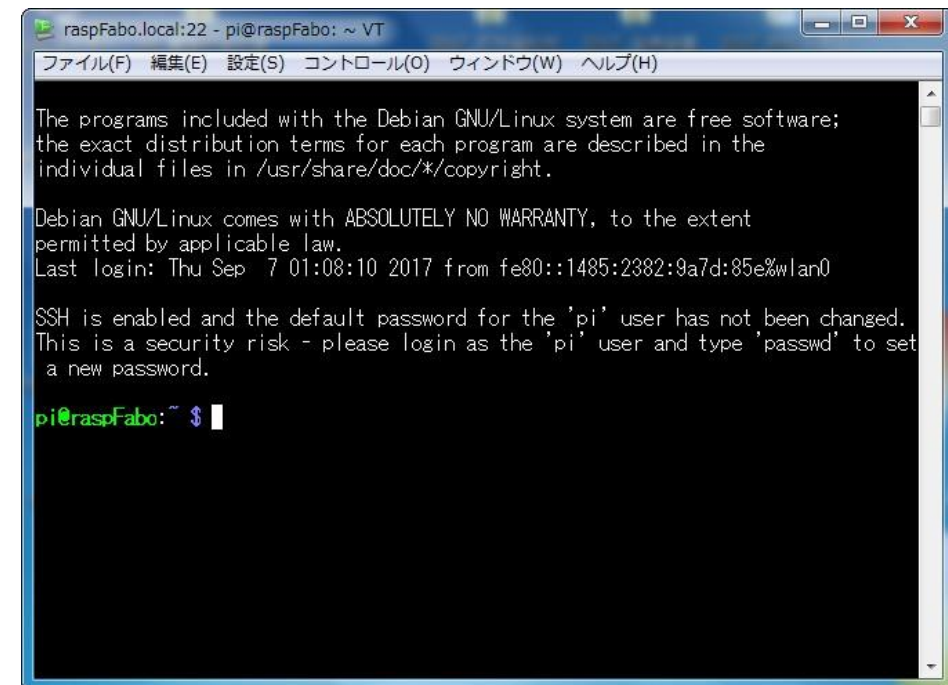 raspFabo.local:22 - pi@raspFabo: ~ VT
ファイル(F) 編集(E) 設定(S) コントロール(O) ウィンドウ(W) ヘルプ(H)
The programs included with the Debian GNU/Linux system are free software;
the exact distribution terms for each program are described in the
individual files in /usr/share/doc/*/copyright.
Debian GNU/Linux comes with ABSOLUTELY NO WARRANTY, to the extent
permitted by applicable law.
Last login: Thu Sep  7 01:08:10 2017 from fe80::1485:2382:9a7d:85e%wlan0
SSH is enabled and the default password for the 'pi' user has not been changed.
This is a security risk - please login as the 'pi' user and type 'passwd' to set
 a new password.
pi@raspFabo:~ $